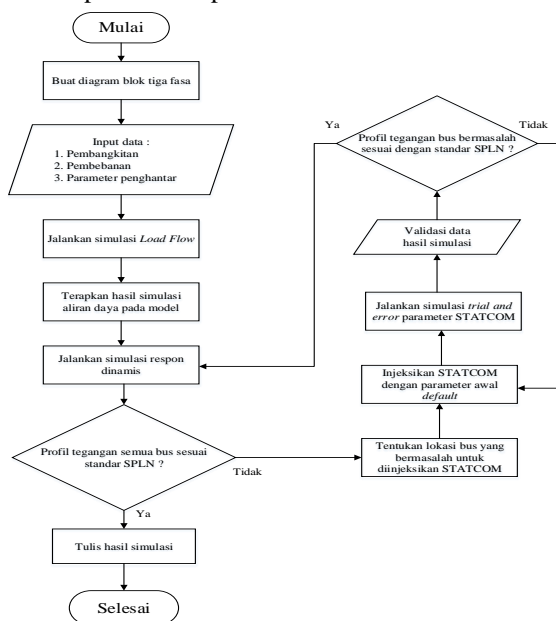 Mulai
Buat diagram blok tiga fasa
Input data :
1. Pembangkitan
2. Pembebanan
3. Parameter penghantar
Jalankan simulasi Load Flow
Terapkan hasil simulasi
aliran daya pada model
Jalankan simulasi respon
dinamis
Profil tegangan semua bus sesuai
standar SPLN ?
Tidak
Ya
Tulis hasil simulasi
Selesai
Tentukan lokasi bus yang
bermasalah untuk
diinjeksikan STATCOM
Injeksikan STATCOM
dengan parameter awal
default
Jalankan simulasi trial and
error parameter STATCOM
Validasi data
hasil simulasi
Profil tegangan bus bermasalah
sesuai dengan standar SPLN ?
Ya
Tidak